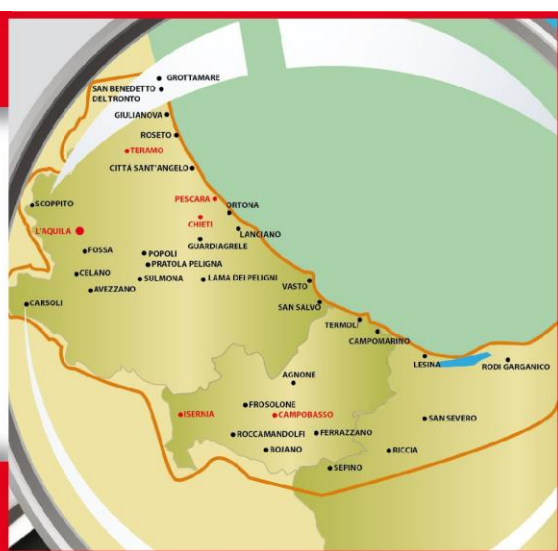 GROTTAMARE
SAN BENEDETTO
DEL TRONTO
GIULIANOVA
ROSETO
TERAMO
CITTÀ SANT'ANGELO
SCOPPITO
PESCARA
ORTONA
CHIETI
LANCIANO
L'AQUILA
GUARDIAGRELE
FOSSA
POPOLI
PRATOLA PELIGNA
CELANO
SULMONA
LAMA DEI PELIGNI
AVEZZANO
VASTO
CARSOLI
SAN SALVO
TERMOLI
CAMPOMARINO
LESINA
RODI GARGANICO
AGNONE
FROSOLONE
ISERNIA
CAMPOBASSO
SAN SEVERO
ROCCAMANDOLFI
FERRAZZANO
BOJANO
RICCIA
SEPINO